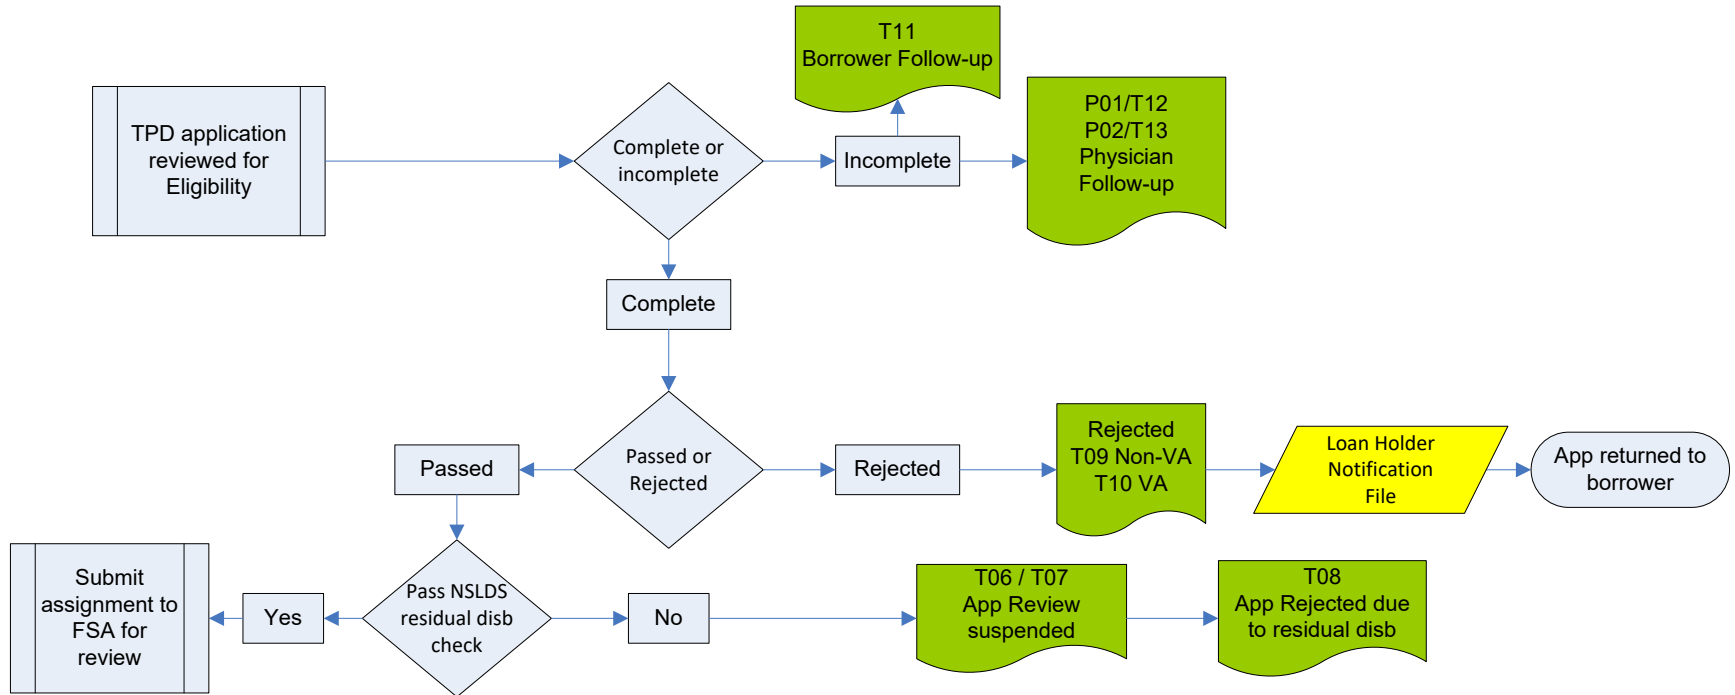 T11
Borrower Follow-up
TPD application
reviewed for
Eligibility
Complete or
incomplete
Incomplete
P01/T12
P02/T13
Physician
Follow-up
Complete
Passed
Passed or
Rejected
Rejected
Rejected
T09 Non-VA
T10 VA
Loan Holder
Notification
File
App returned to
borrower
Submit
assignment to
FSA for
review
Yes
Pass NSLDS
residual disb
check
No
T06 / T07
App Review
suspended
T08
App Rejected due
to residual disb